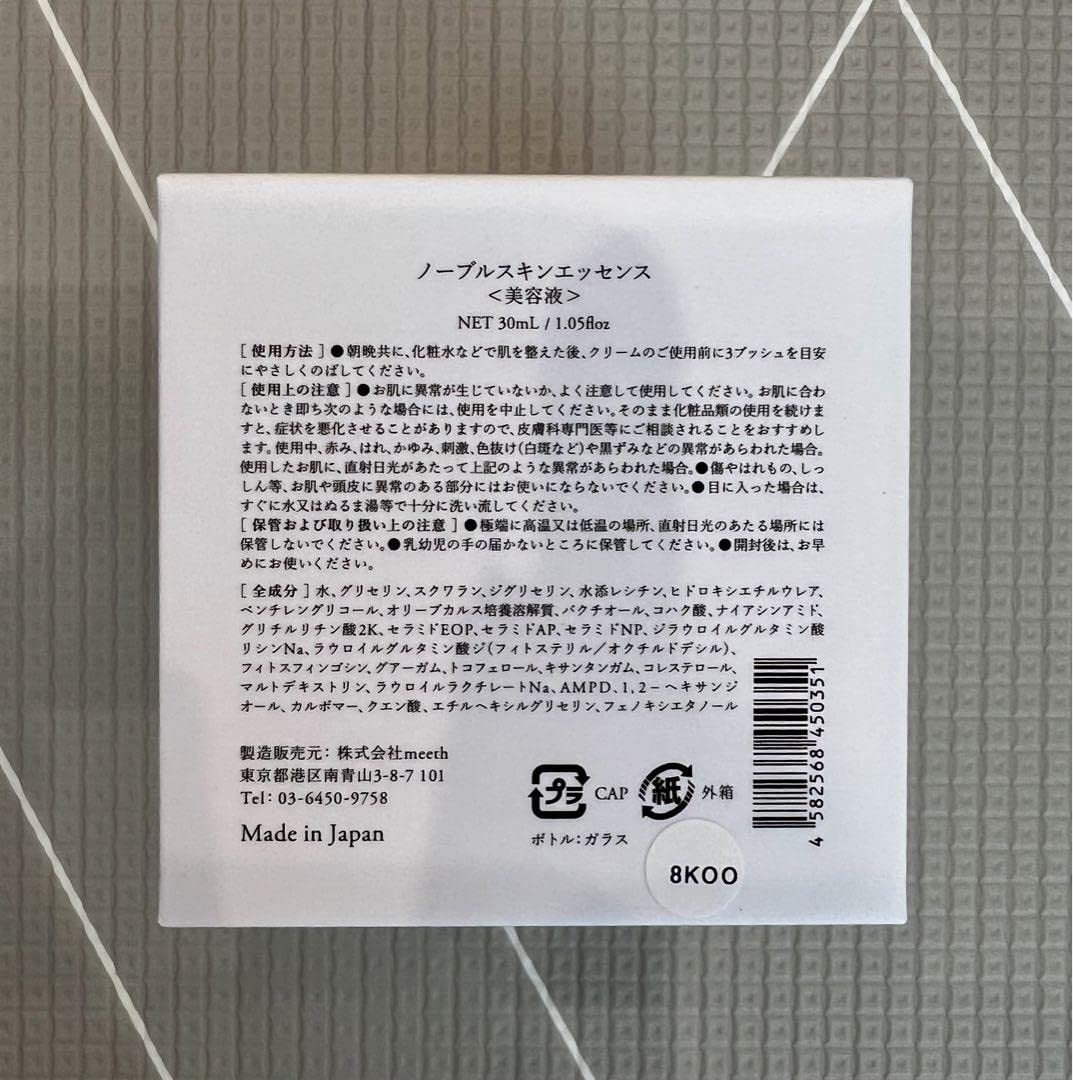 ノーブルスキンエッセンス
＜美容液＞
NET 30mL / 1.05floz
[ 使用方法 ] ●朝晩共に、化粧水などで肌を整えた後、クリームのご使用前に3プッシュを目安
にやさしくのばしてください。
[ 使用上の注意 ] ●お肌に異常が生じていないか、よく注意して使用してください。お肌に合わ
ないとき即ち次のような場合には、使用を中止してください。そのまま化粧品類の使用を続けま
すと、症状を悪化させることがありますので、皮膚科専門医等にご相談されることをおすすめし
ます。使用中、赤み、はれ、かゆみ、刺激、色抜け(白斑など)や黒ずみなどの異常があらわれた場合。
使用したお肌に、直射日光があたって上記のような異常があらわれた場合。●傷やはれもの、しっ
しん等、お肌や頭皮に異常のある部分にはお使いにならないでください。●目に入った場合は、
すぐに水又はぬるま湯等で十分に洗い流してください。
[ 保管および取り扱い上の注意 ] ●極端に高温又は低温の場所、直射日光のあたる場所には
保管しないでください。●乳幼児の手の届かないところに保管してください。●開封後は、お早
めにお使いください。
[ 全成分 ] 水、グリセリン、スクワラン、ジグリセリン、水添レシチン、ヒドロキシエチルウレア、
ペンチレングリコール、オリーブカルス培養溶解質、バクチオール、コハク酸、ナイアシンアミド、
グリチルリチン酸2K、セラミドEOP、セラミドAP、セラミドNP、ジラウロイルグルタミン酸
リシンNa、ラウロイルグルタミン酸ジ(フィトステリル／オクチルドデシル)、
フィトスフィンゴシン、グアーガム、トコフェロール、キサンタンガム、コレステロール、
マルトデキストリン、ラウロイルラクチレートNa、AMPD、1,2－ヘキサンジ
オール、カルボマー、クエン酸、エチルヘキシルグリセリン、フェノキシエタノール
製造販売元: 株式会社meeth
東京都港区南青山3-8-7 101
Tel: 03-6450-9758
Made in Japan
プラ CAP 紙 外箱
ボトル:ガラス
8KOO
4 582568 450351